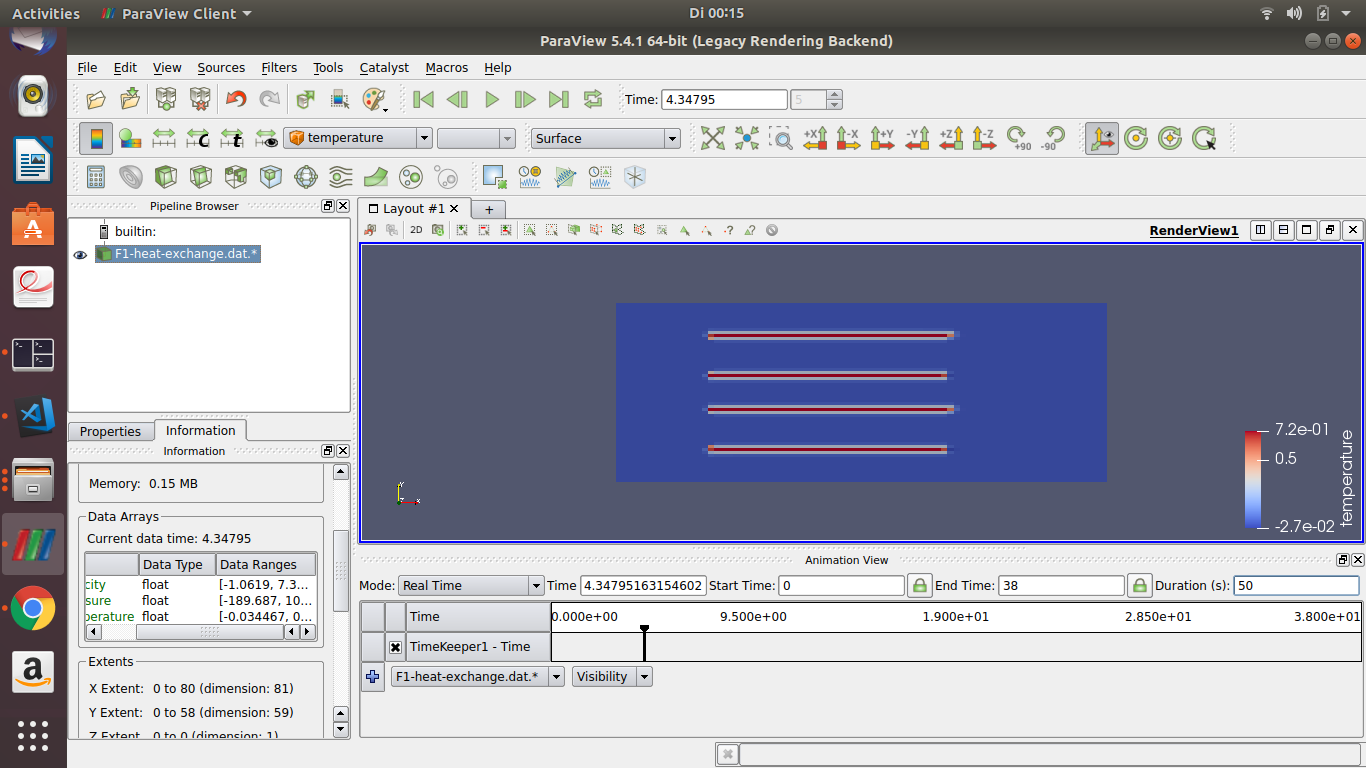 Activities ParaView Client Di 00:15
ParaView 5.4.1 64-bit (Legacy Rendering Backend)
File Edit View Sources Filters Tools Catalyst Macros Help
Time: 4.34795 5
temperature Surface +X -X +Y -Y +Z -Z +90 -90
Pipeline Browser
builtin:
F1-heat-exchange.dat.*
Layout #1 +
2D RenderView1
Properties Information
Information
Memory: 0.15 MB
Data Arrays
Current data time: 4.34795
Data Type Data Ranges
city float [-1.0619, 7.3...
sure float [-189.687, 10...
perature float [-0.034467, 0...
Extents
X Extent: 0 to 80 (dimension: 81)
Y Extent: 0 to 58 (dimension: 59)
Z Extent: 0 to 0 (dimension: 1)
Y
Z X
7.2e-01
0.5
-2.7e-02
temperature
Animation View
Mode: Real Time Time 4.34795163154602 Start Time: 0 End Time: 38 Duration (s): 50
Time 0.000e+00 9.500e+00 1.900e+01 2.850e+01 3.800e+01
TimeKeeper1 - Time
F1-heat-exchange.dat.* Visibility